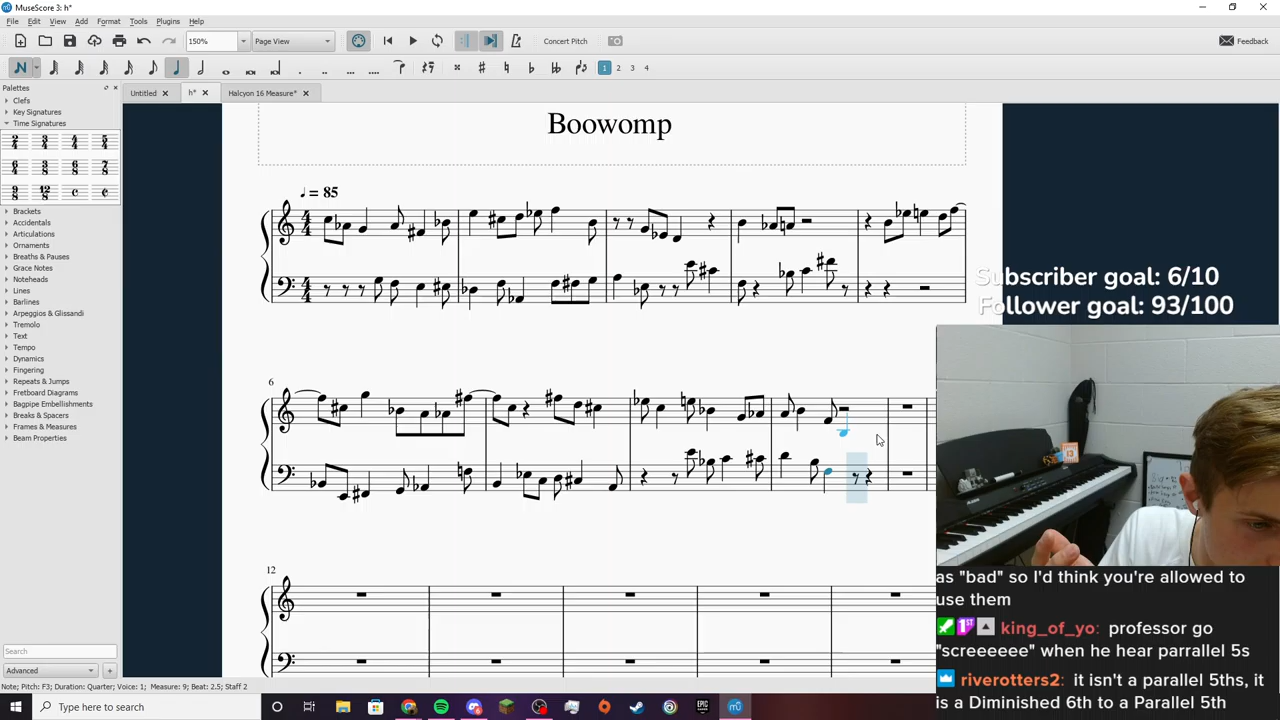 MuseScore 3: h*
File Edit View Add Format Tools Plugins Help
150% Page View Concert Pitch Feedback
1 2 3 4
Palettes
Untitled h* Halcyon 16 Measure*
Clefs
Key Signatures
Time Signatures
Brackets
Accidentals
Articulations
Ornaments
Breaths & Pauses
Grace Notes
Noteheads
Lines
Barlines
Arpeggios & Glissandi
Tremolo
Text
Tempo
Dynamics
Fingering
Repeats & Jumps
Fretboard Diagrams
Bagpipe Embellishments
Breaks & Spacers
Frames & Measures
Beam Properties
Search
Advanced +
Boowomp
= 85
6
12
Subscriber goal: 6/10
Follower goal: 93/100
as "bad" so I'd think you're allowed to
use them
king_of_yo: professor go
"screeeeee" when he hear parrallel 5s
riverotters2: it isn't a parallel 5ths, it
is a Diminished 6th to a Parallel 5th
Note; Pitch: F3; Duration: Quarter; Voice: 1; Measure: 9; Beat: 2.5; Staff 2
Type here to search